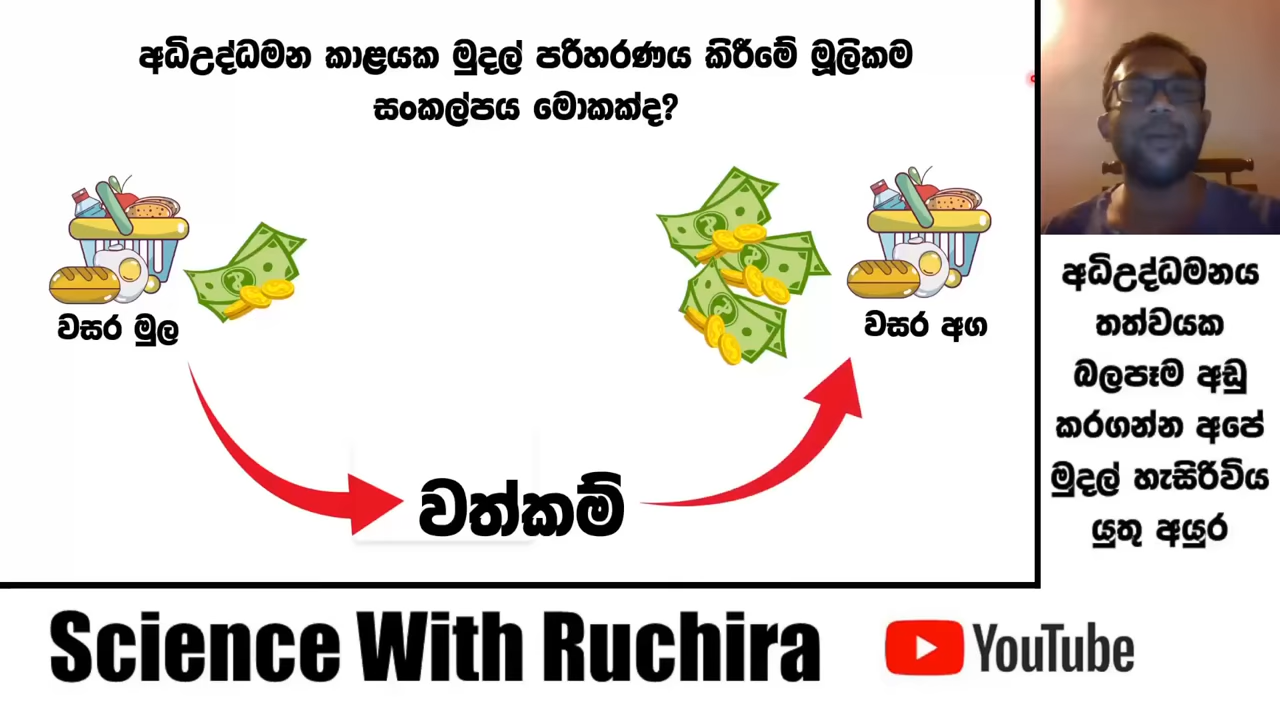 අධිඋද්ධමන කාළයක මුදල් පරිහරණය කිරීමේ මූලිකම
සංකල්පය මොකක්ද?
වසර මුල
වසර අග
වත්කම්
අධිඋද්ධමනය
තත්වයක
බලපෑම අඩු
කරගන්න අපේ
මුදල් හැසිරිවිය
යුතු අයුර
Science With Ruchira
YouTube